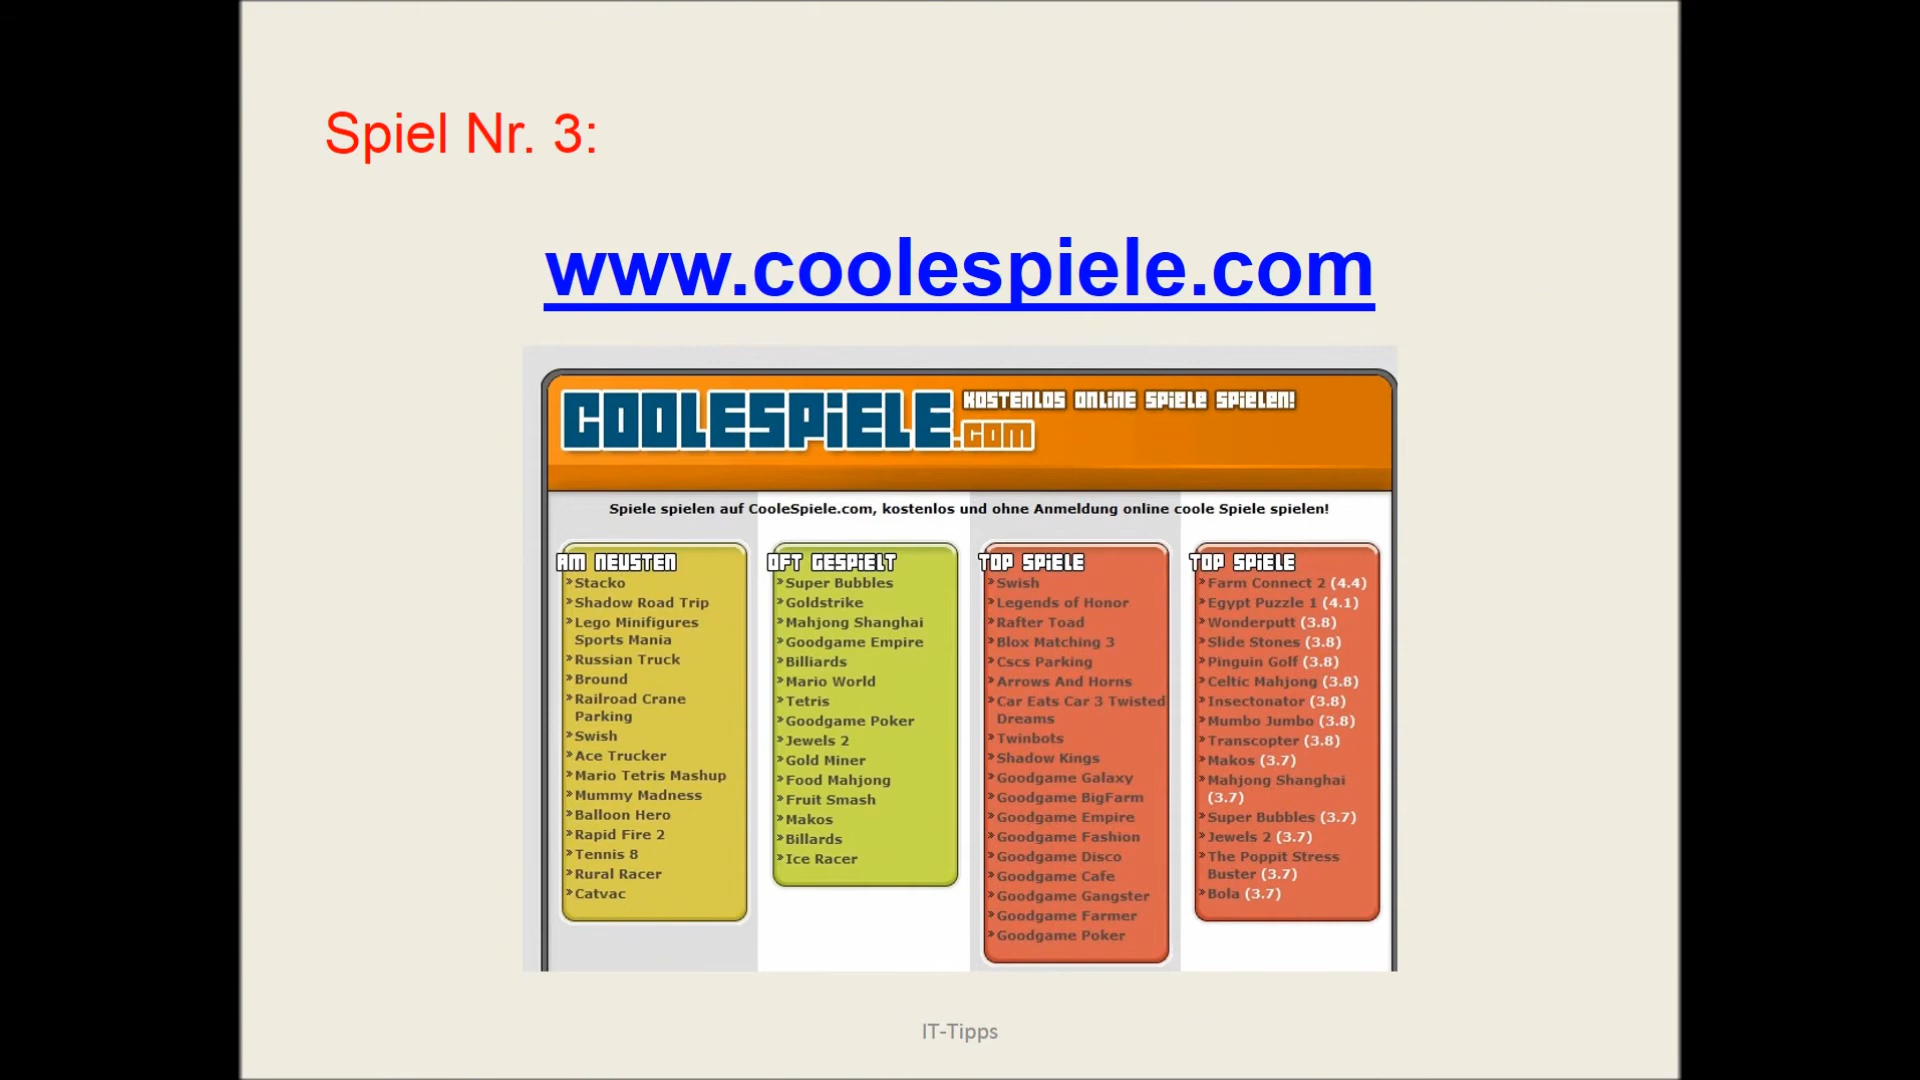 Spiel Nr. 3:
www.coolespiele.com
COOLESPIELE.COM
KOSTENLOS ONLINE SPIELE SPIELEN!
Spiele spielen auf CooleSpiele.com, kostenlos und ohne Anmeldung online coole Spiele spielen!
AM NEUSTEN
» Stacko
» Shadow Road Trip
» Lego Minifigures
Sports Mania
» Russian Truck
» Bround
» Railroad Crane
Parking
» Swish
» Ace Trucker
» Mario Tetris Mashup
» Mummy Madness
» Balloon Hero
» Rapid Fire 2
» Tennis 8
» Rural Racer
» Catvac
OFT GESPIELT
» Super Bubbles
» Goldstrike
» Mahjong Shanghai
» Goodgame Empire
» Billiards
» Mario World
» Tetris
» Goodgame Poker
» Jewels 2
» Gold Miner
» Food Mahjong
» Fruit Smash
» Makos
» Billards
» Ice Racer
TOP SPIELE
» Swish
» Legends of Honor
» Rafter Toad
» Blox Matching 3
» Cscs Parking
» Arrows And Horns
» Car Eats Car 3 Twisted
Dreams
» Twinbots
» Shadow Kings
» Goodgame Galaxy
» Goodgame BigFarm
» Goodgame Empire
» Goodgame Fashion
» Goodgame Disco
» Goodgame Cafe
» Goodgame Gangster
» Goodgame Farmer
» Goodgame Poker
TOP SPIELE
» Farm Connect 2 (4.4)
» Egypt Puzzle 1 (4.1)
» Wonderputt (3.8)
» Slide Stones (3.8)
» Pinguin Golf (3.8)
» Celtic Mahjong (3.8)
» Insectonator (3.8)
» Mumbo Jumbo (3.8)
» Transcopter (3.8)
» Makos (3.7)
» Mahjong Shanghai
(3.7)
» Super Bubbles (3.7)
» Jewels 2 (3.7)
» The Poppit Stress
Buster (3.7)
» Bola (3.7)
IT-Tipps